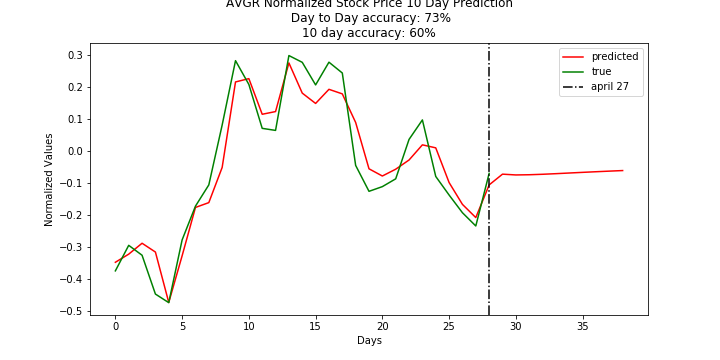 AVGR Normalized Stock Price 10 Day Prediction
Day to Day accuracy: 73%
10 day accuracy: 60%
predicted
true
april 27
Normalized Values
0.3
0.2
0.1
0.0
−0.1
−0.2
−0.3
−0.4
−0.5
0 5 10 15 20 25 30 35
Days